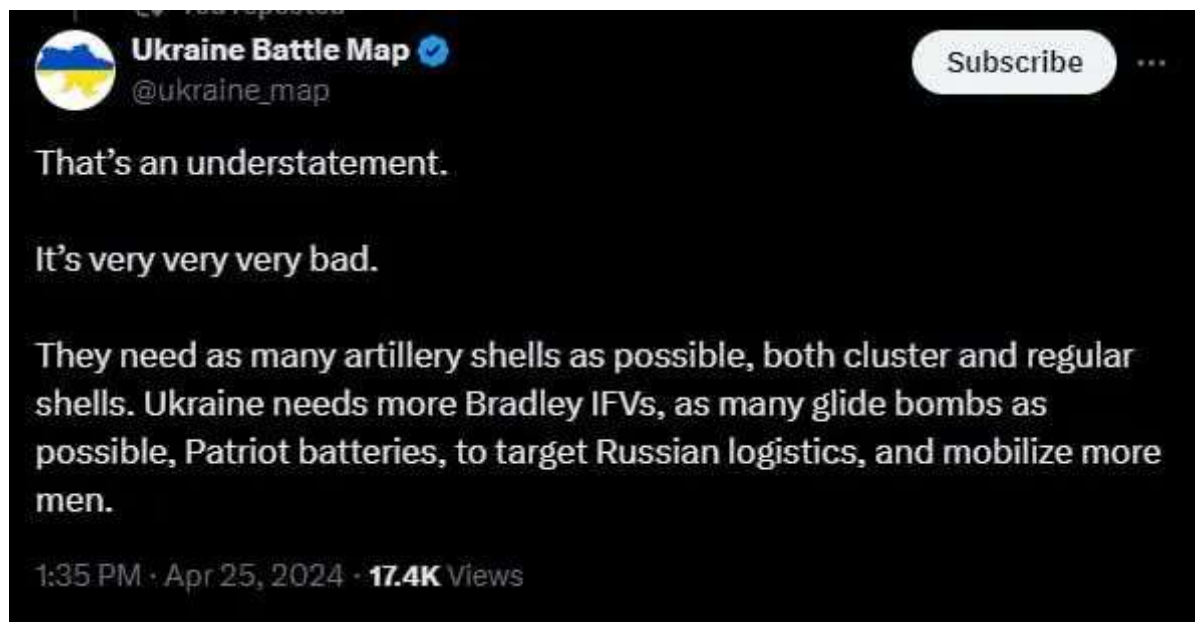 Ukraine Battle Map
Subscribe
@ukraine_map
That's an understatement.
It's very very very bad.
They need as many artillery shells as possible, both cluster and regular
shells. Ukraine needs more Bradley IFVs, as many glide bombs as
possible, Patriot batteries, to target Russian logistics, and mobilize more
men.
1:35 PM · Apr 25, 2024 · 17.4K Views